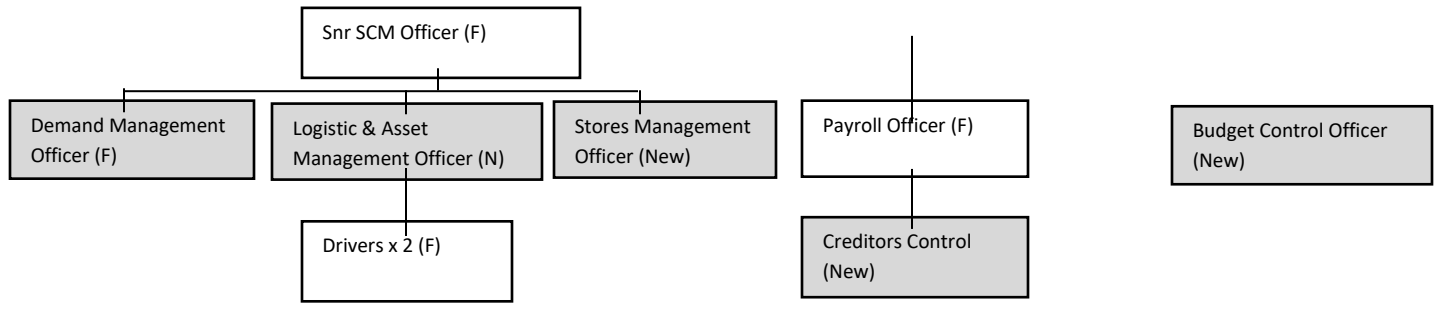 Snr SCM Officer (F)
Demand Management
Officer (F)
Logistic & Asset
Management Officer (N)
Stores Management
Officer (New)
Payroll Officer (F)
Budget Control Officer
(New)
Drivers x 2 (F)
Creditors Control
(New)